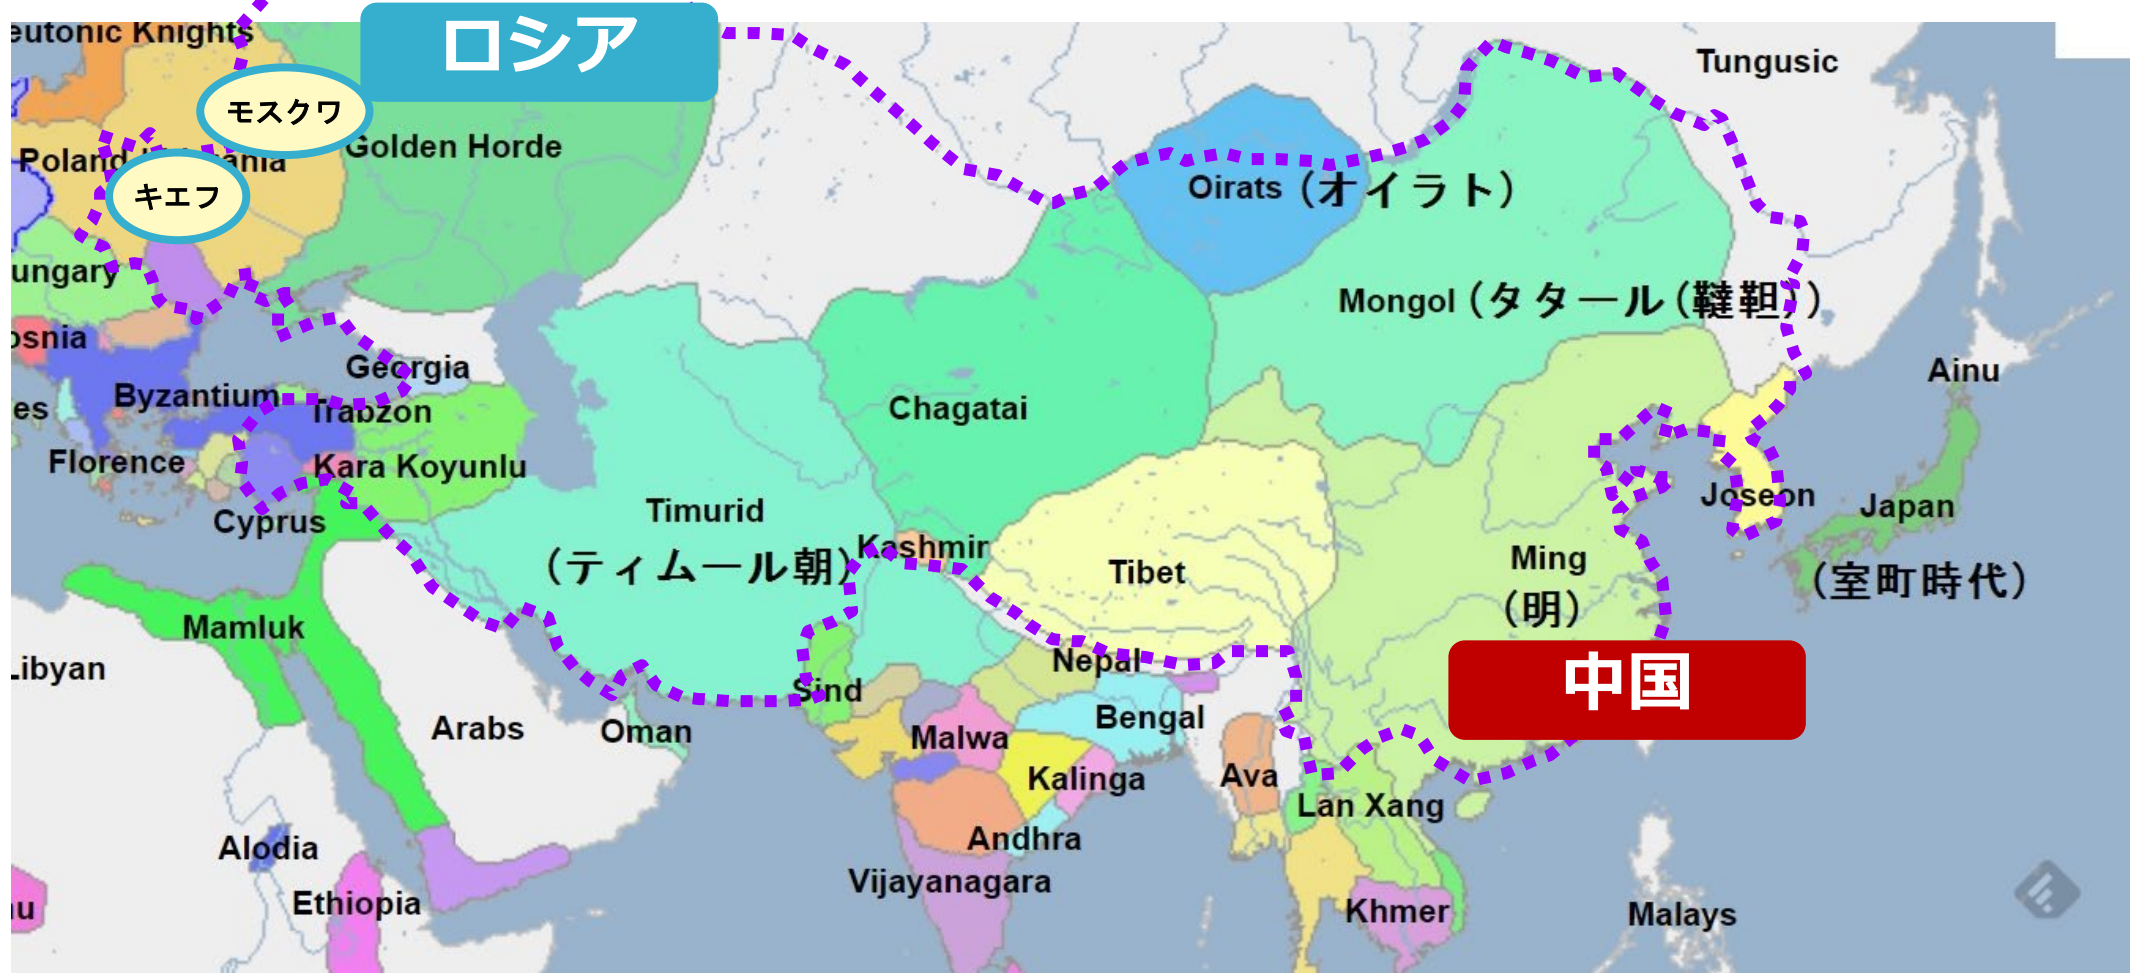 ロシア
eutonic Knights
Tungusic
モスクワ
Golden Horde
Poland
ania
キエフ
Oirats（オイラト）
ungary
Mongol（タタール（韃靼））
osnia
Georgia
Ainu
Byzantium
Trabzon
es
Chagatai
Florence
Kara Koyunlu
Joseon
Japan
Cyprus
Timurid
（ティムール朝）
Kashmir
Tibet
Ming
（明）
（室町時代）
Mamluk
Libyan
Nepal
中国
Sind
Arabs
Oman
Malwa
Bengal
Kalinga
Ava
Lan Xang
Andhra
Alodia
Vijayanagara
Ethiopia
Khmer
Malays
u